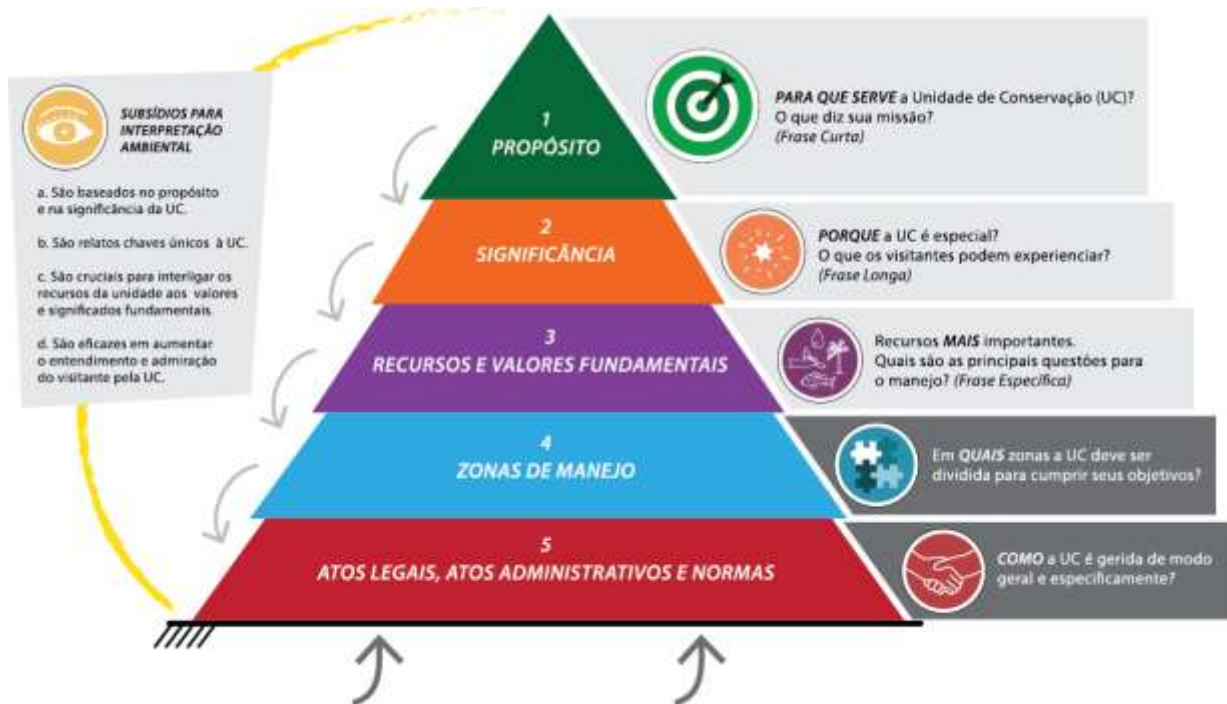 SUBSÍDIOS PARA
INTERPRETAÇÃO
AMBIENTAL
a. São baseados no propósito
e na significância da UC.
b. São relatos chaves únicos à UC.
c. São cruciais para interligar os
recursos da unidade aos valores
e significados fundamentais
d. São eficazes em aumentar
o entendimento e admiração
do visitante pela UC.
1
PROPÓSITO
PARA QUE SERVE a Unidade de Conservação (UC)?
O que diz sua missão?
(Frase Curta)
2
SIGNIFICÂNCIA
PORQUE a UC é especial?
O que os visitantes podem experienciar?
(Frase Longa)
3
RECURSOS E VALORES FUNDAMENTAIS
Recursos MAIS importantes.
Quais são as principais questões para
o manejo? (Frase Específica)
4
ZONAS DE MANEJO
Em QUAIS zonas a UC deve ser
dividida para cumprir seus objetivos?
5
ATOS LEGAIS, ATOS ADMINISTRATIVOS E NORMAS
COMO a UC é gerida de modo
geral e especificamente?